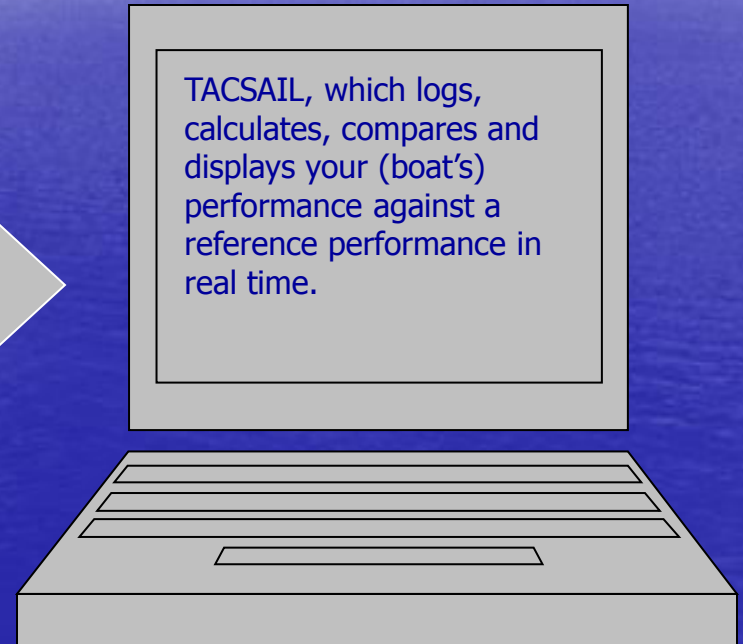 TACSAIL, which logs,
calculates, compares and
displays your (boat’s)
performance against a
reference performance in
real time.